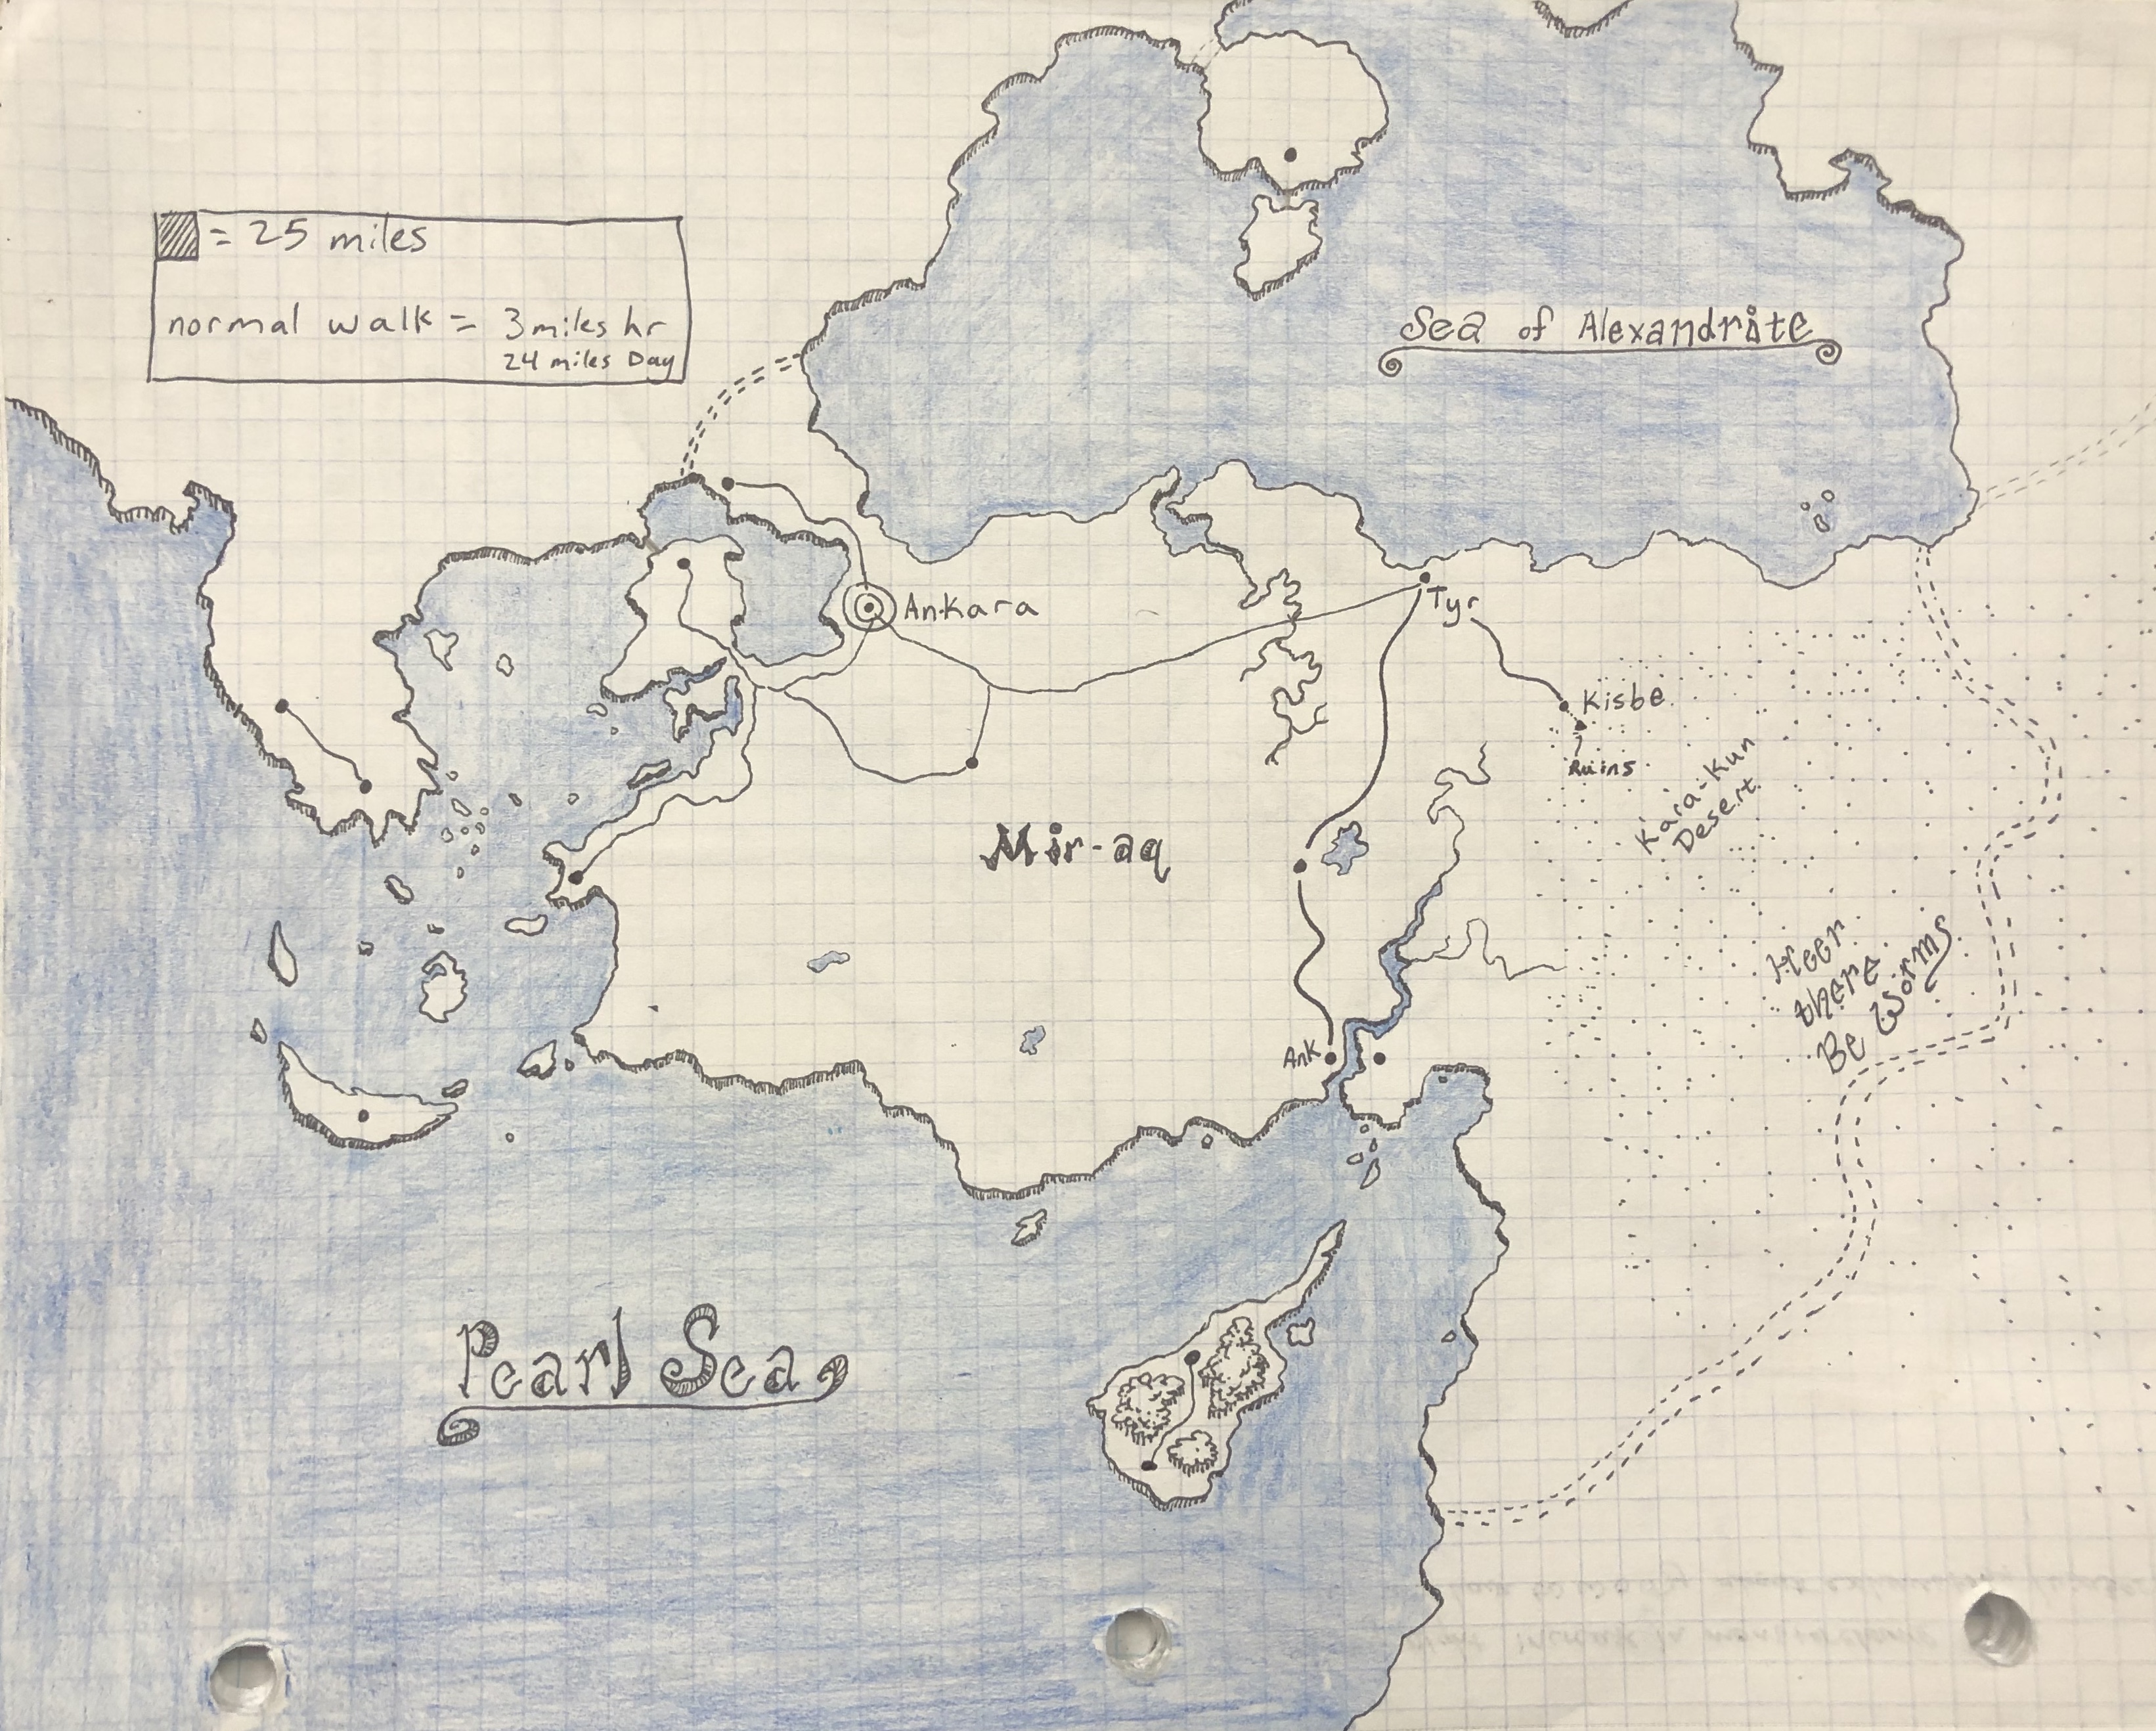 = 25 miles
normal walk = 3 miles hr
24 miles Day
Sea of Alexandrite
Ankara
Tyr
Kisbe
Ruins
Kara-Kun
Desert
Mir-aq
Heer
there
Be Worms
Ank
Pearl Sea